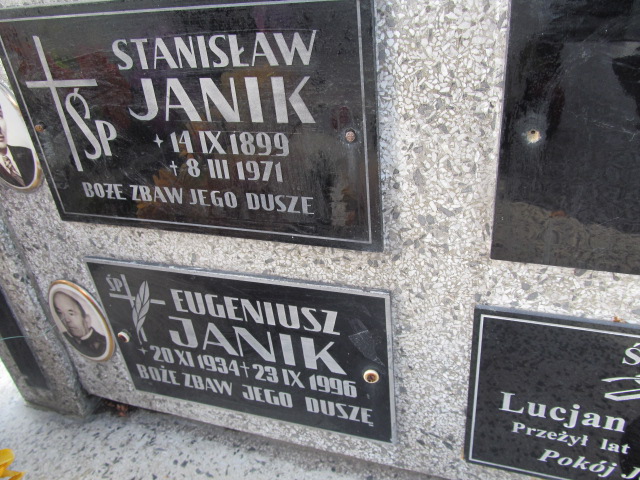 ŚP
STANISŁAW
JANIK
+ 14 IX 1899
+ 8 III 1971
BOŻE ZBAW JEGO DUSZE
ŚP
EUGENIUSZ
JANIK
+ 20 XI 1934 + 23 IX 1996
BOŻE ZBAW JEGO DUSZĘ
Lucjan
Przeżył lat
Pokój